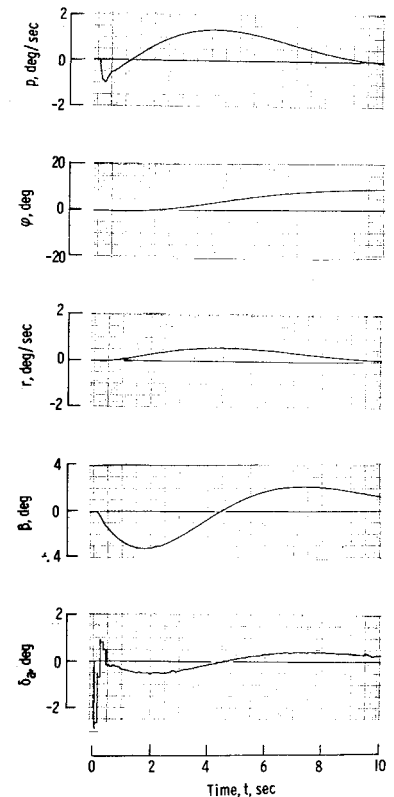 2
p, deg/sec
0
-2
20
φ, deg
0
-20
2
r, deg/sec
0
-2
4
β, deg
0
.4
2
δa, deg
0
-2
0 2 4 6 8 10
Time, t, sec